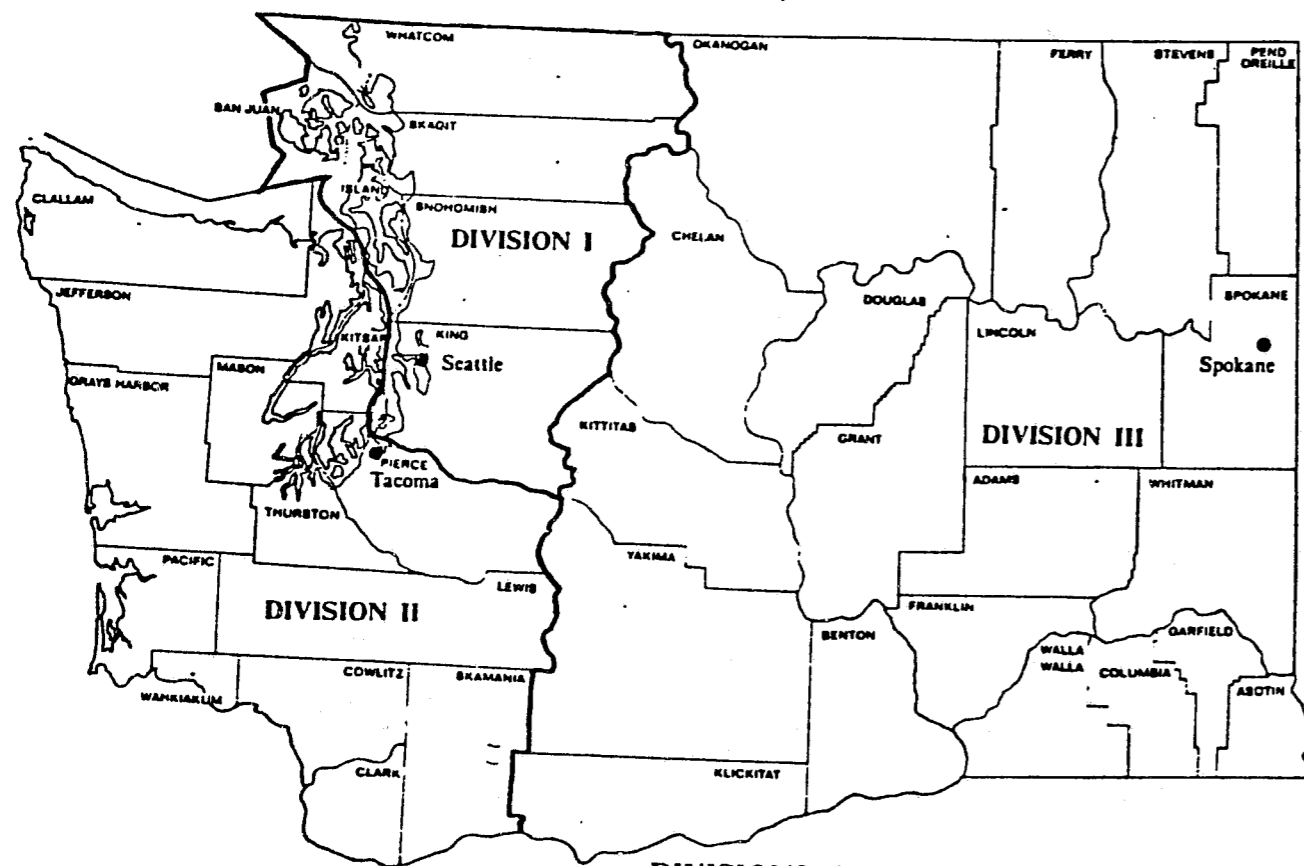 WHATCOM
OKANOGAN
FERRY
STEVENS
PEND
OREILLE
SAN JUAN
SKAGIT
ISLAND
CLALLAM
SNOHOMISH
DIVISION I
CHELAN
JEFFERSON
DOUGLAS
SPOKANE
KITSAP
KING
LINCOLN
Seattle
Spokane
MASON
GRAYS HARBOR
KITTITAS
GRANT
DIVISION III
PIERCE
Tacoma
ADAMS
WHITMAN
THURSTON
PACIFIC
YAKIMA
LEWIS
DIVISION II
FRANKLIN
BENTON
GARFIELD
WALLA
WALLA
COLUMBIA
COWLITZ
SKAMANIA
ASOTIN
WAHKIAKUM
CLARK
KLICKITAT